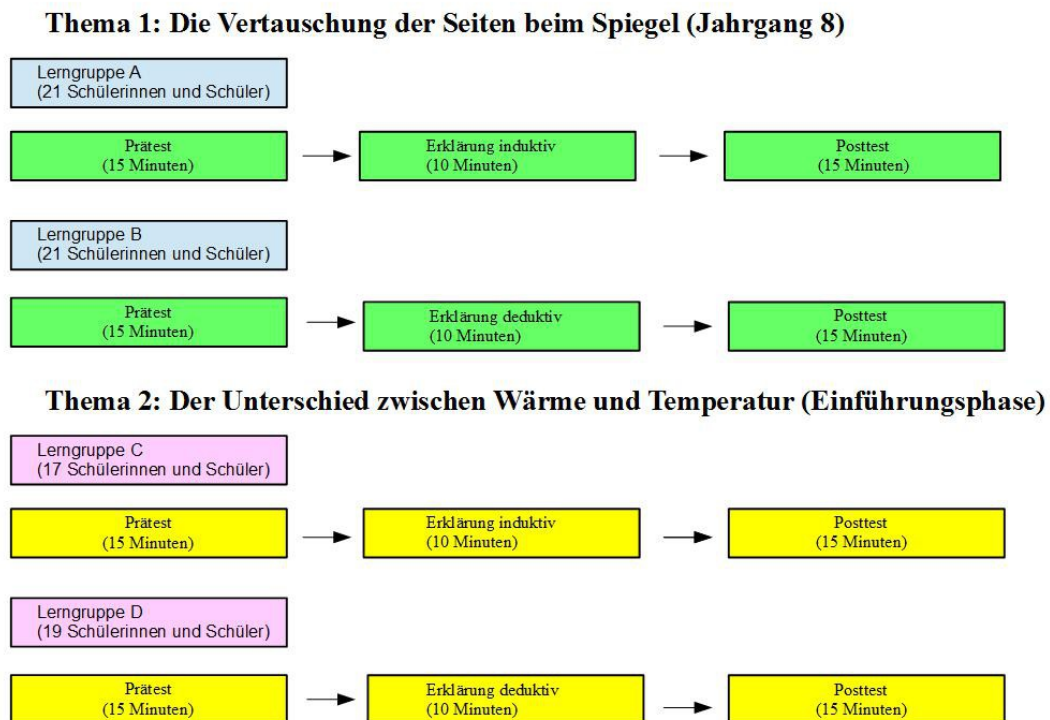 Thema 1: Die Vertauschung der Seiten beim Spiegel (Jahrgang 8)
Lerngruppe A
(21 Schülerinnen und Schüler)
Prätest
(15 Minuten)
Erklärung induktiv
(10 Minuten)
Posttest
(15 Minuten)
Lerngruppe B
(21 Schülerinnen und Schüler)
Prätest
(15 Minuten)
Erklärung deduktiv
(10 Minuten)
Posttest
(15 Minuten)
Thema 2: Der Unterschied zwischen Wärme und Temperatur (Einführungsphase)
Lerngruppe C
(17 Schülerinnen und Schüler)
Prätest
(15 Minuten)
Erklärung induktiv
(10 Minuten)
Posttest
(15 Minuten)
Lerngruppe D
(19 Schülerinnen und Schüler)
Prätest
(15 Minuten)
Erklärung deduktiv
(10 Minuten)
Posttest
(15 Minuten)